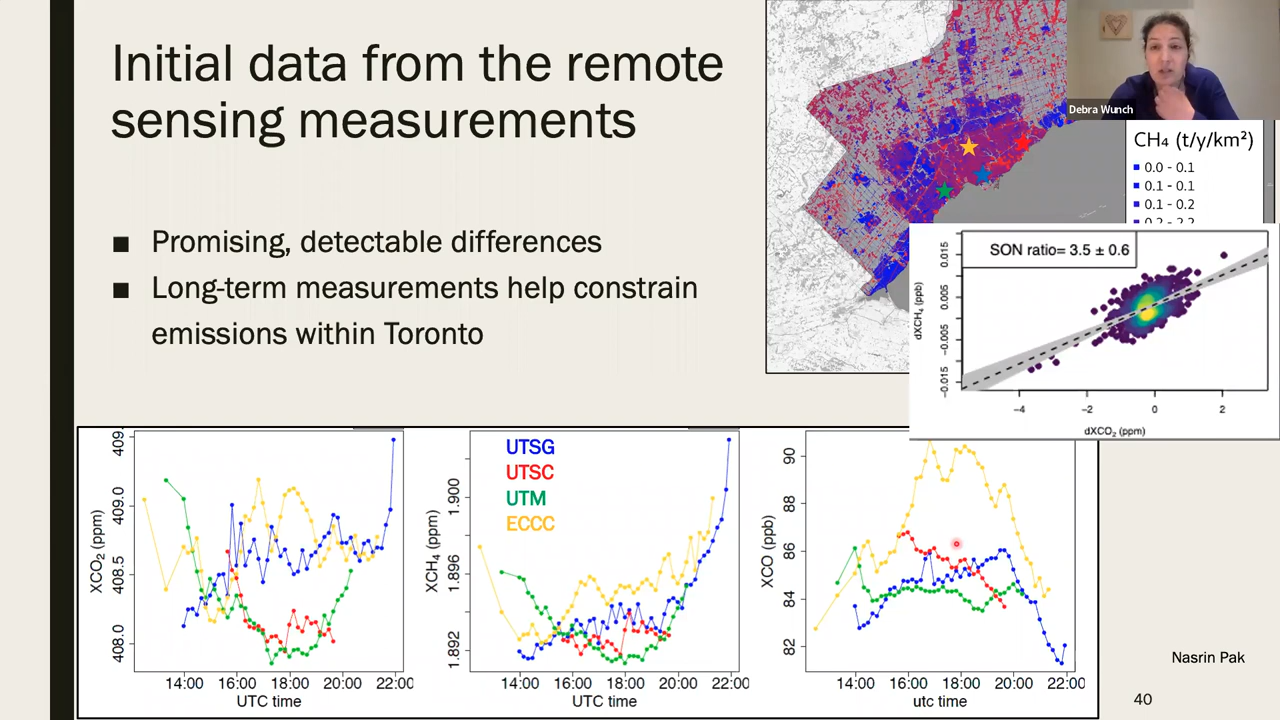 Initial data from the remote
sensing measurements
■ Promising, detectable differences
■ Long-term measurements help constrain
emissions within Toronto
Debra Wunch
CH₄ (t/y/km²)
0.0 - 0.1
0.1 - 0.1
0.1 - 0.2
SON ratio= 3.5 ± 0.6
dXCH₄ (ppb)
0.015
0.005
-0.005
-0.015
-4 -2 0 2
dXCO₂ (ppm)
XCO₂ (ppm)
409.
409.0
408.5
408.0
14:00 16:00 18:00 20:00 22:00
UTC time
UTSG
UTSC
UTM
ECCC
XCH₄ (ppm)
1.900
1.896
1.892
14:00 16:00 18:00 20:00 22:00
UTC time
XCO (ppb)
90
88
86
84
82
14:00 16:00 18:00 20:00 22:00
utc time
Nasrin Pak
40